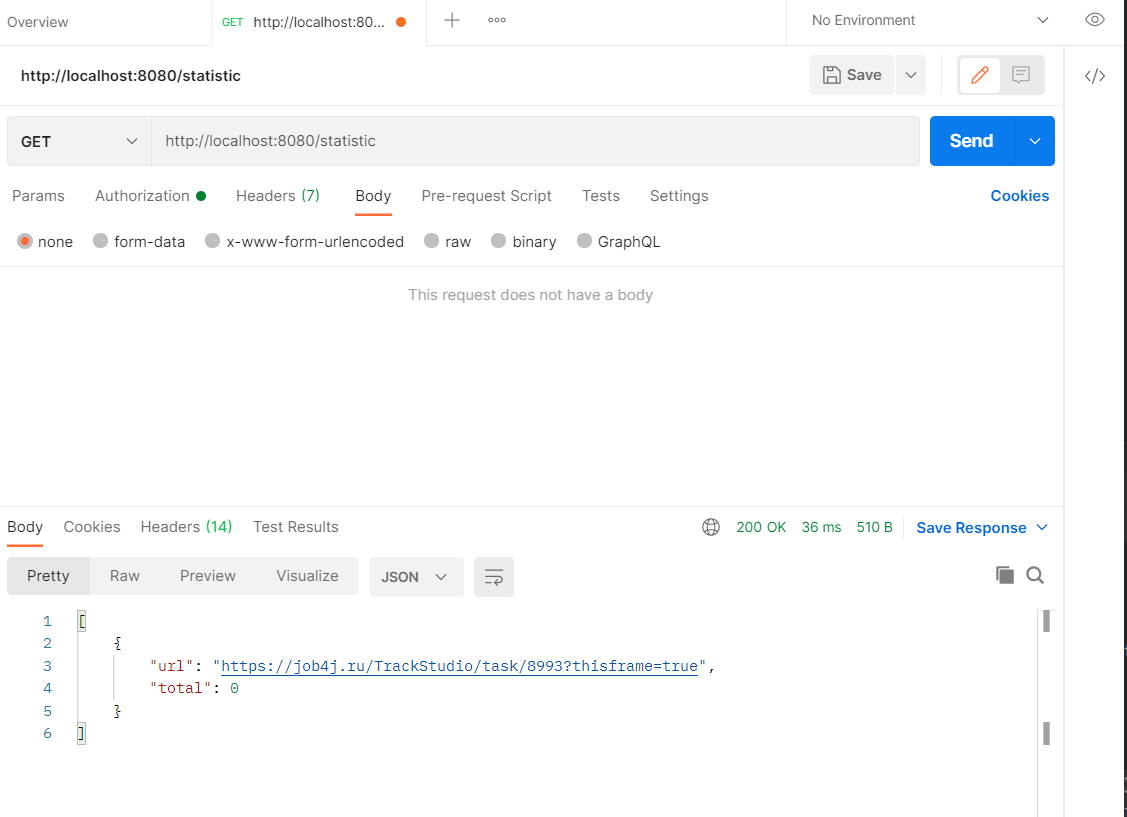 Overview
GET http://localhost:80...
No Environment
http://localhost:8080/statistic
Save
GET http://localhost:8080/statistic
Send
Params Authorization Headers (7) Body Pre-request Script Tests Settings Cookies
none form-data x-www-form-urlencoded raw binary GraphQL
This request does not have a body
Body Cookies Headers (14) Test Results 200 OK 36 ms 510 B Save Response
Pretty Raw Preview Visualize JSON
1 [
2 {
3 "url": "https://job4j.ru/TrackStudio/task/8993?thisframe=true",
4 "total": 0
5 }
6 ]